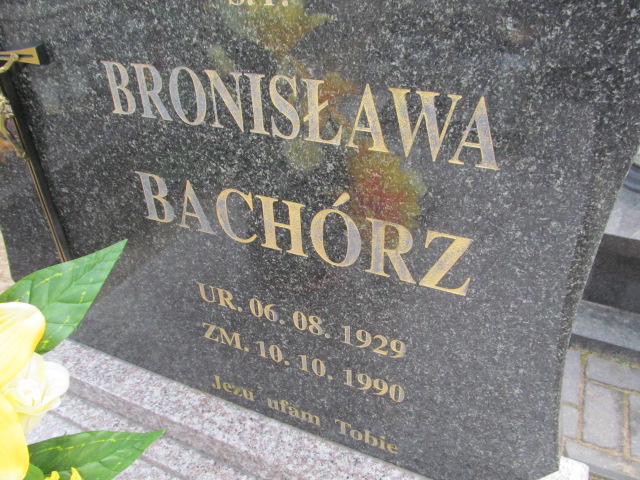 Ś.P.
BRONISŁAWA
BACHÓRZ
UR. 06. 08. 1929
ZM. 10. 10. 1990
Jezu ufam Tobie